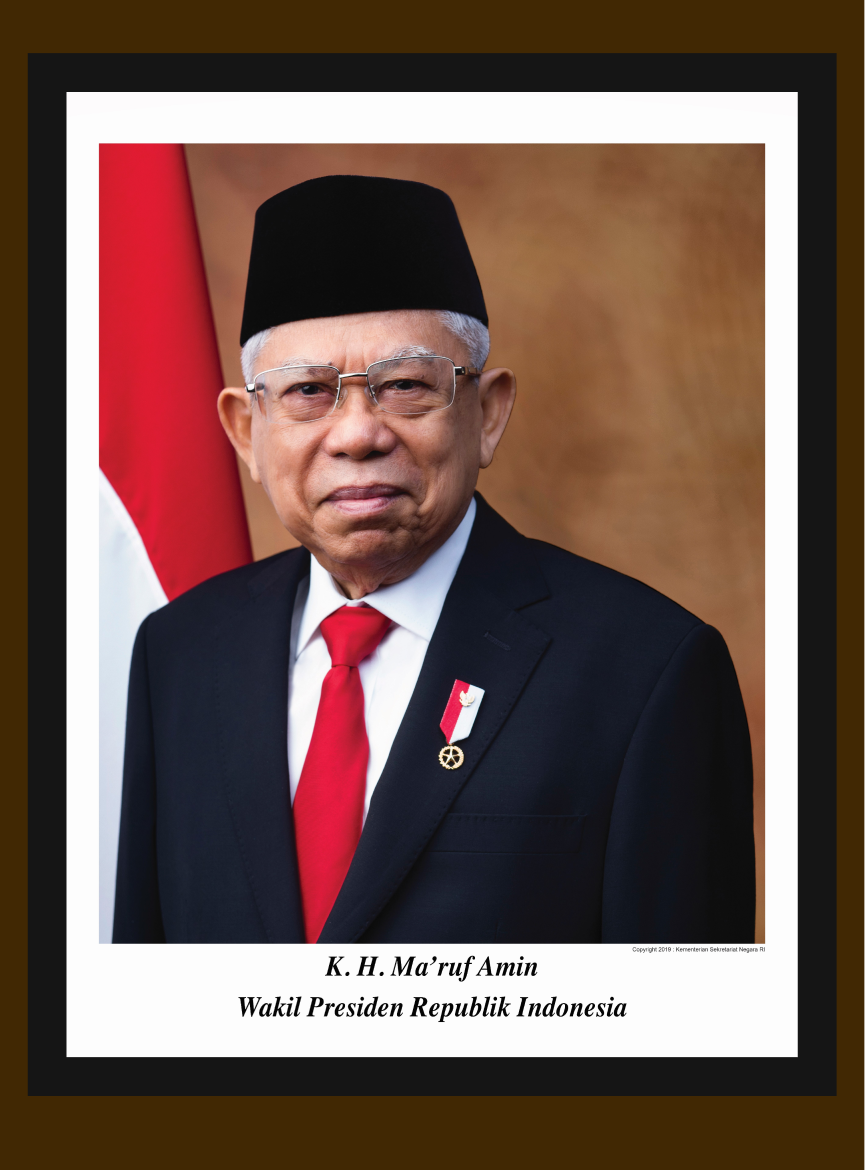 Copyright 2019 : Kementerian Sekretariat Negara RI
K. H. Ma’ruf Amin
Wakil Presiden Republik Indonesia